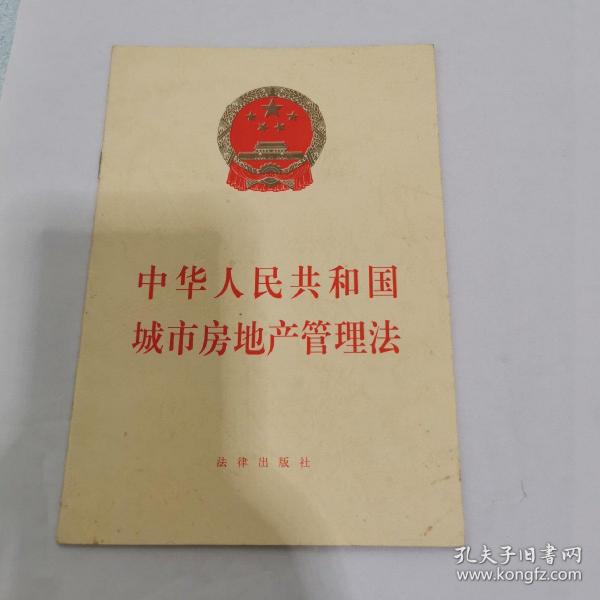 中华人民共和国
城市房地产管理法
法律出版社
孔夫子旧书网
www.kongfz.com